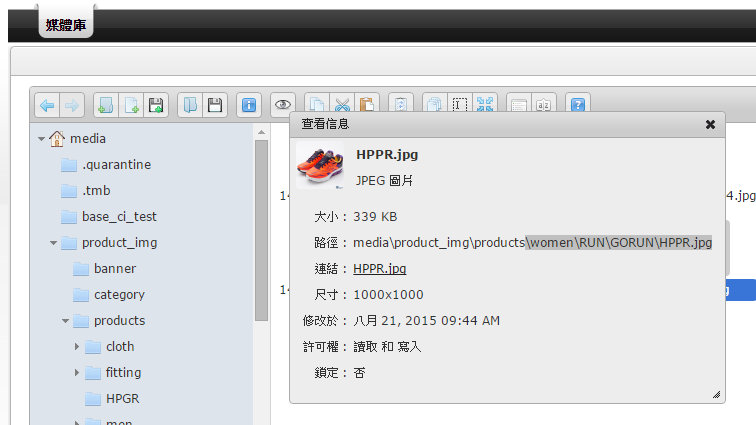 媒體庫
查看信息
media
.quarantine
.tmb
base_ci_test
product_img
banner
category
products
cloth
fitting
HPGR
HPPR.jpg
JPEG 圖片
大小： 339 KB
路徑： media\product_img\products\women\RUN\GORUN\HPPR.jpg
連結： HPPR.jpg
尺寸： 1000x1000
修改於： 八月 21, 2015 09:44 AM
許可權： 讀取 和 寫入
鎖定： 否
14
4.jpg
14